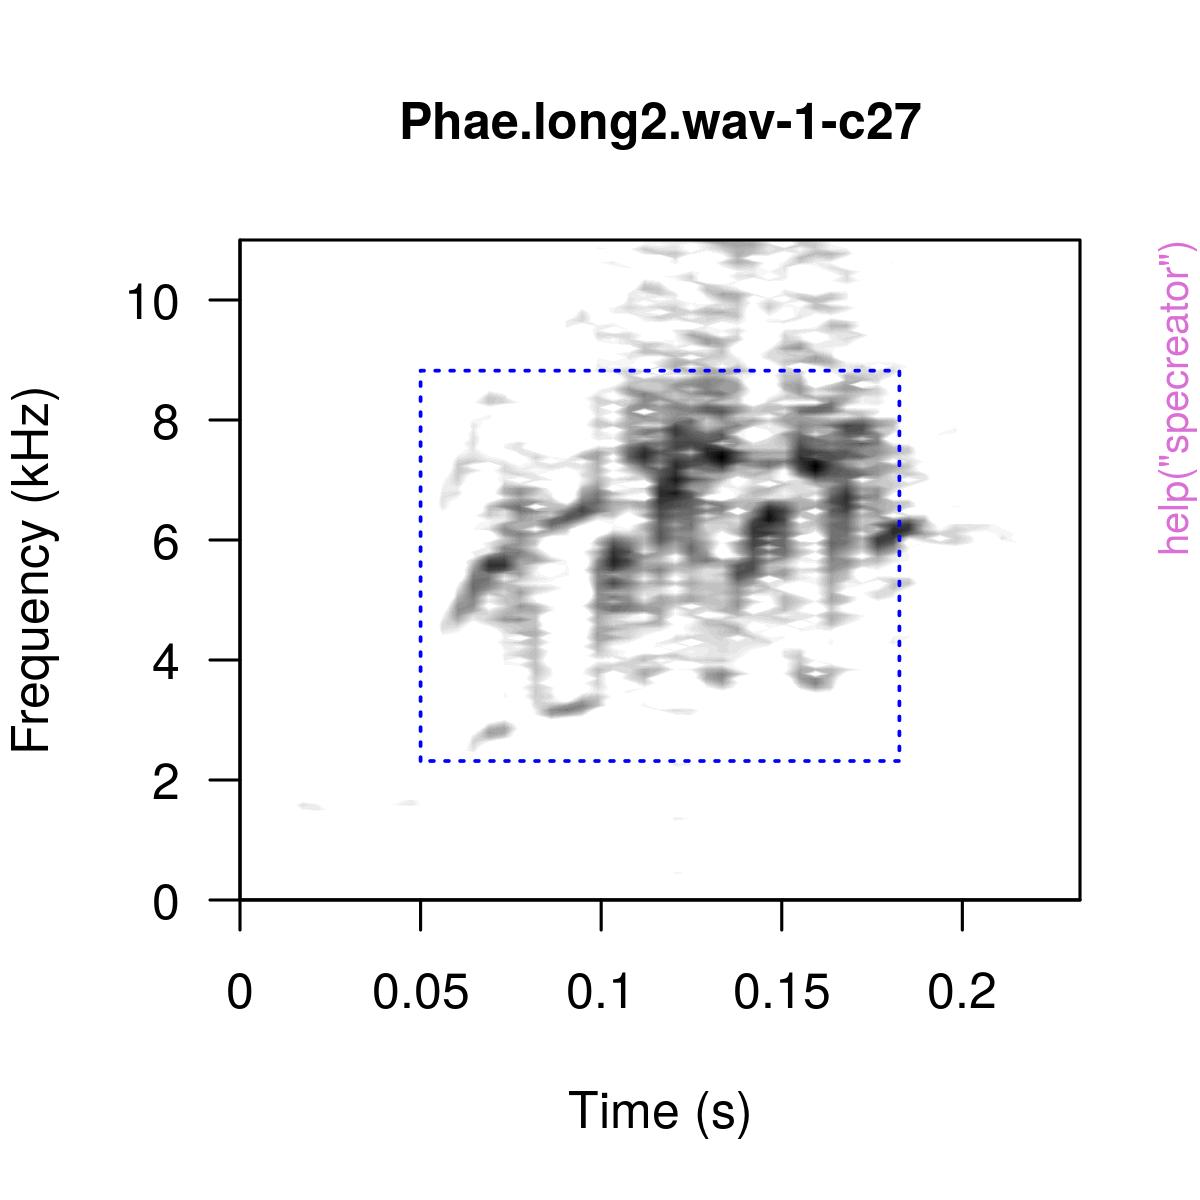 Phae.long2.wav-1-c27
help("specreator")
Frequency (kHz)
10
8
6
4
2
0
0 0.05 0.1 0.15 0.2
Time (s)